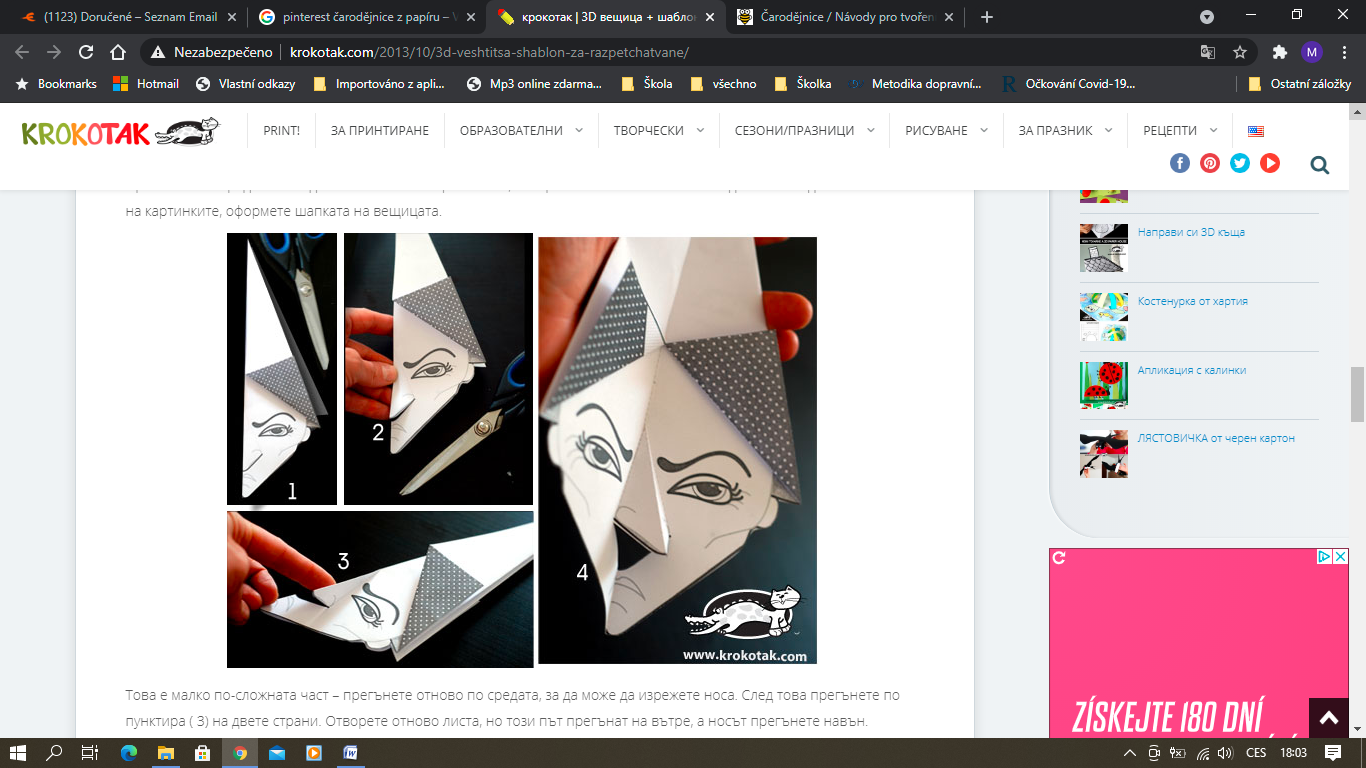 (1123) Doručené – Seznam Email
pinterest čarodějnice z papíru – V
крокотак | 3D вещица + шабло
Čarodějnice / Návody pro tvořen
Nezabezpečeno
krokotak.com/2013/10/3d-veshtitsa-shablon-za-razpetchatvane/
M
Bookmarks
Hotmail
Vlastní odkazy
Importováno z apli...
Mp3 online zdarma...
Škola
všechno
Školka
Metodika dopravní...
Očkování Covid-19...
Ostatní záložky
KROKOTAK
PRINT!
ЗА ПРИНТИРАНЕ
ОБРАЗОВАТЕЛНИ
ТВОРЧЕСКИ
СЕЗОНИ/ПРАЗНИЦИ
РИСУВАНЕ
ЗА ПРАЗНИК
РЕЦЕПТИ
на картинките, оформете шапката на вещицата.
1
2
3
4
www.krokotak.com
Това е малко по-сложната част – прегънете отново по средата, за да може да изрежете носа. След това прегънете по
пунктира ( 3) на двете страни. Отворете отново листа, но този път прегънат на вътре, а носът прегънете навън.
Направи си 3D къща
Костенурка от хартия
Апликация с калинки
ЛЯСТОВИЧКА от черен картон
ZÍSKEJTE 180 DNÍ
CES
18:03